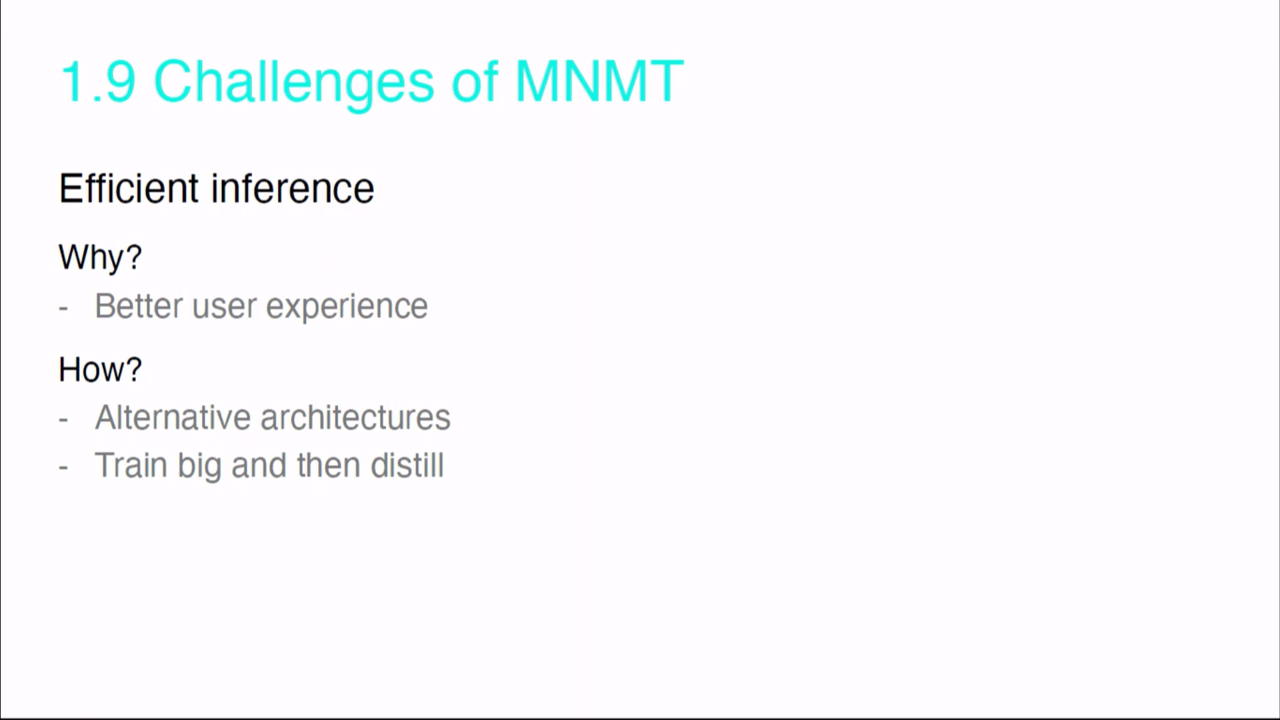 1.9 Challenges of MNMT
Efficient inference
Why?
- Better user experience
How?
- Alternative architectures
- Train big and then distill